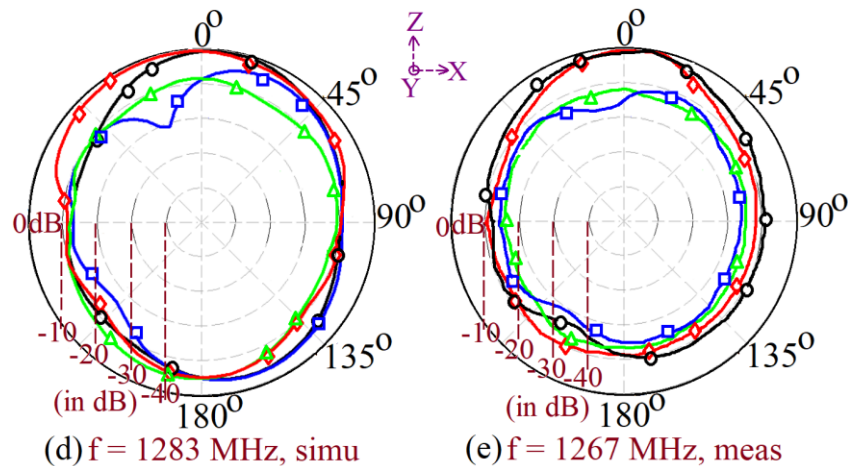 0°
45°
90°
135°
180°
0dB
-10
-20
-30
-40
(in dB)
(d) f = 1283 MHz, simu
Z
Y
X
0°
45°
90°
135°
180°
0dB
-10
-20
-30
-40
(in dB)
(e) f = 1267 MHz, meas